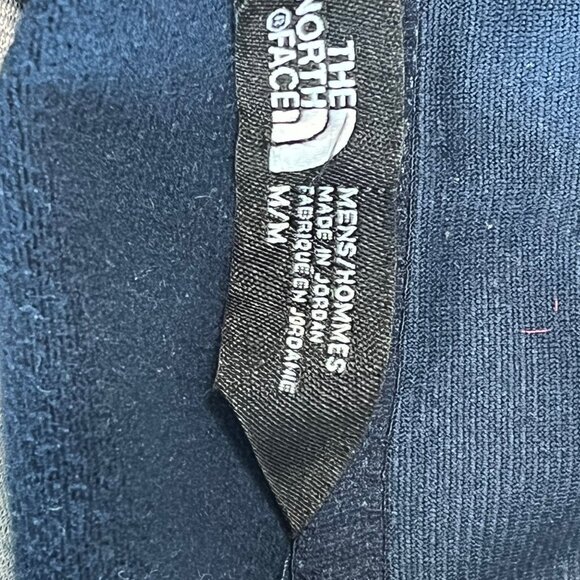 THE
NORTH
FACE
MENS/HOMMES
MADE IN JORDAN
FABRIQUE EN JORDANIE
M/M